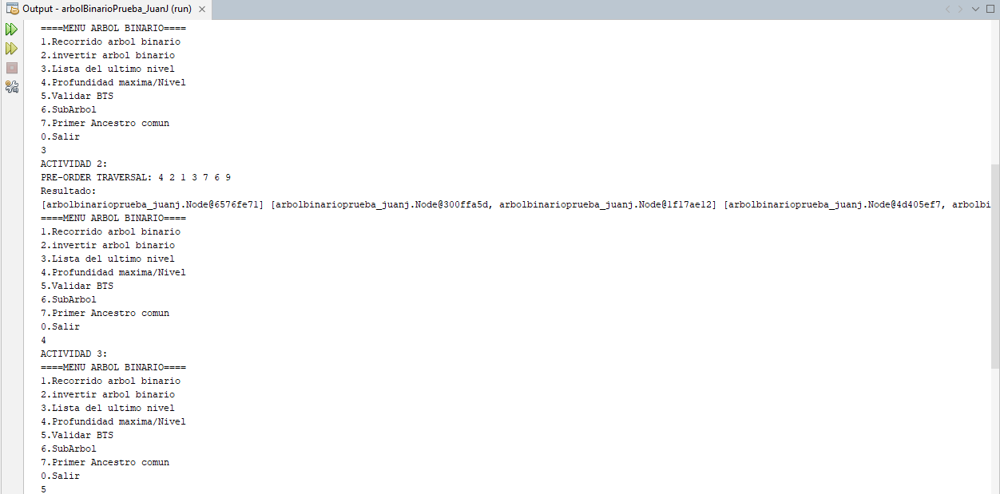 Output - arbolBinarioPrueba_JuanJ (run)
====MENU ARBOL BINARIO====
1.Recorrido arbol binario
2.invertir arbol binario
3.Lista del ultimo nivel
4.Profundidad maxima/Nivel
5.Validar BTS
6.SubArbol
7.Primer Ancestro comun
0.Salir
3
ACTIVIDAD 2:
PRE-ORDER TRAVERSAL: 4 2 1 3 7 6 9
Resultado:
[arbolbinarioprueba_juanj.Node@6576fe71] [arbolbinarioprueba_juanj.Node@300ffa5d, arbolbinarioprueba_juanj.Node@1f17ae12] [arbolbinarioprueba_juanj.Node@4d405ef7, arbolbi
====MENU ARBOL BINARIO====
1.Recorrido arbol binario
2.invertir arbol binario
3.Lista del ultimo nivel
4.Profundidad maxima/Nivel
5.Validar BTS
6.SubArbol
7.Primer Ancestro comun
0.Salir
4
ACTIVIDAD 3:
====MENU ARBOL BINARIO====
1.Recorrido arbol binario
2.invertir arbol binario
3.Lista del ultimo nivel
4.Profundidad maxima/Nivel
5.Validar BTS
6.SubArbol
7.Primer Ancestro comun
0.Salir
5